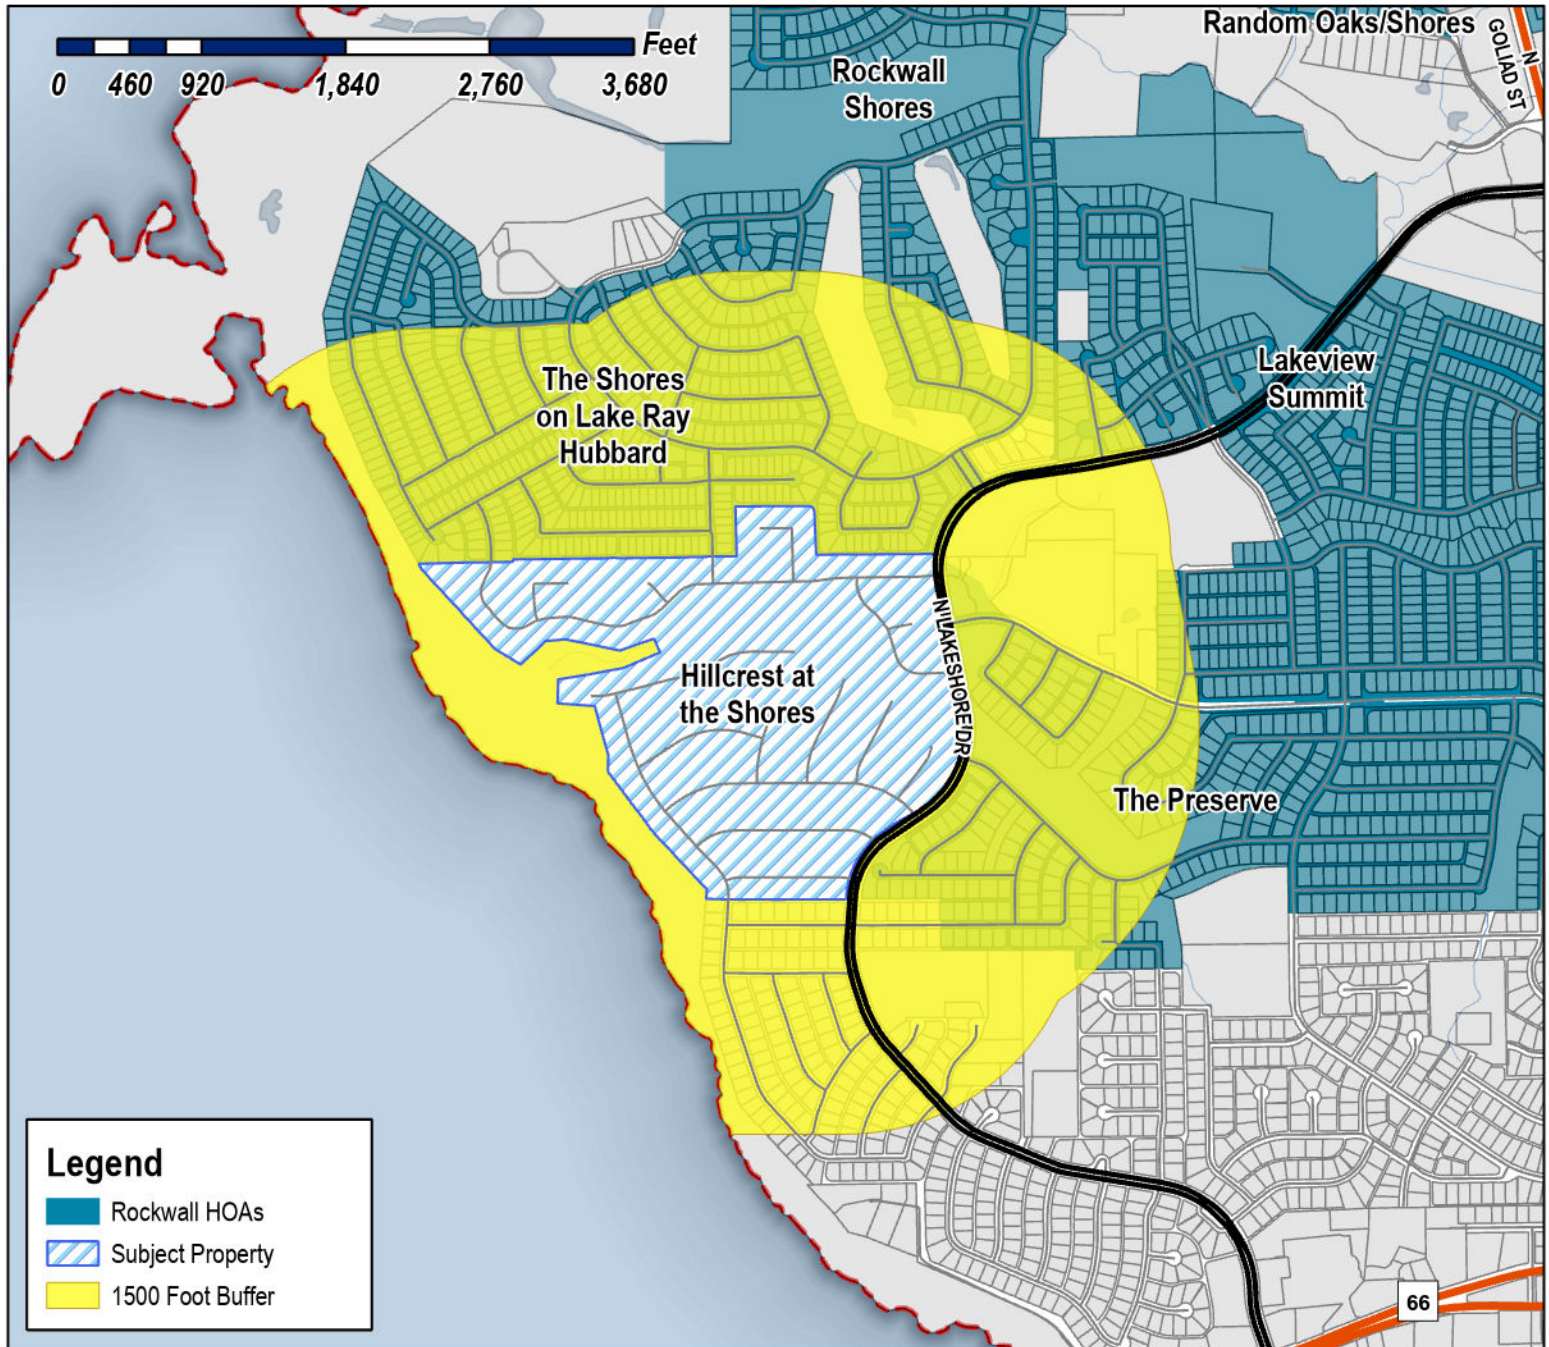 Feet
0 460 920 1,840 2,760 3,680
Random Oaks/Shores
N
GOLIAD ST
Rockwall
Shores
Lakeview
Summit
The Shores
on Lake Ray
Hubbard
N LAKESHORE DR
Hillcrest at
the Shores
The Preserve
66
Legend
Rockwall HOAs
Subject Property
1500 Foot Buffer